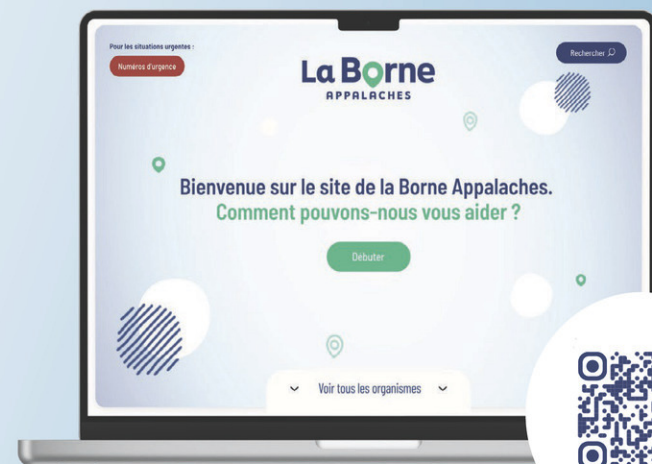 Pour les situations urgentes :
Numéros d'urgence
Rechercher
La Borne
APPALACHES
Bienvenue sur le site de la Borne Appalaches.
Comment pouvons-nous vous aider ?
Débuter
Voir tous les organismes